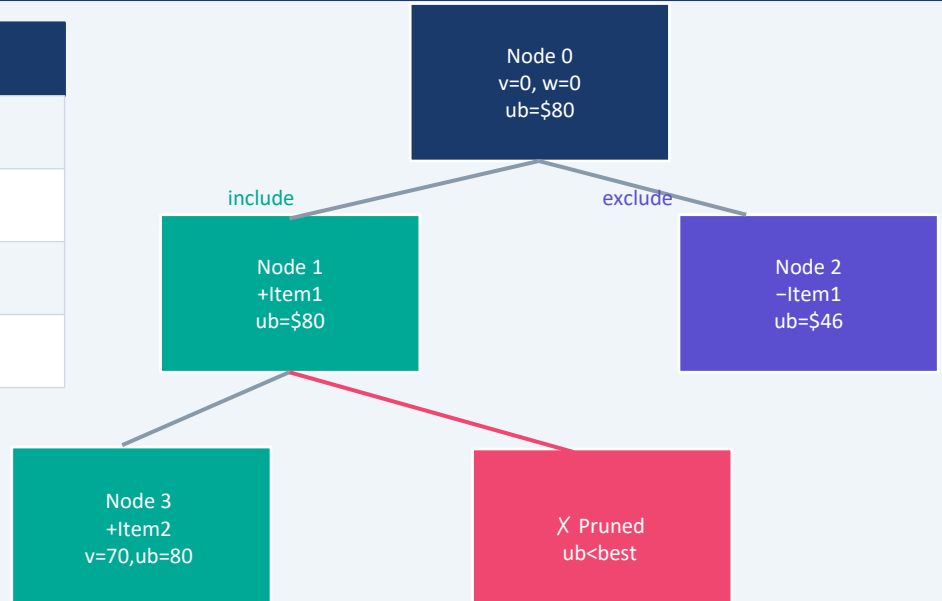 Node 0
v=0, w=0
ub=$80
include
exclude
Node 1
+Item1
ub=$80
Node 2
−Item1
ub=$46
Node 3
+Item2
v=70,ub=80
✗ Pruned
ub<best